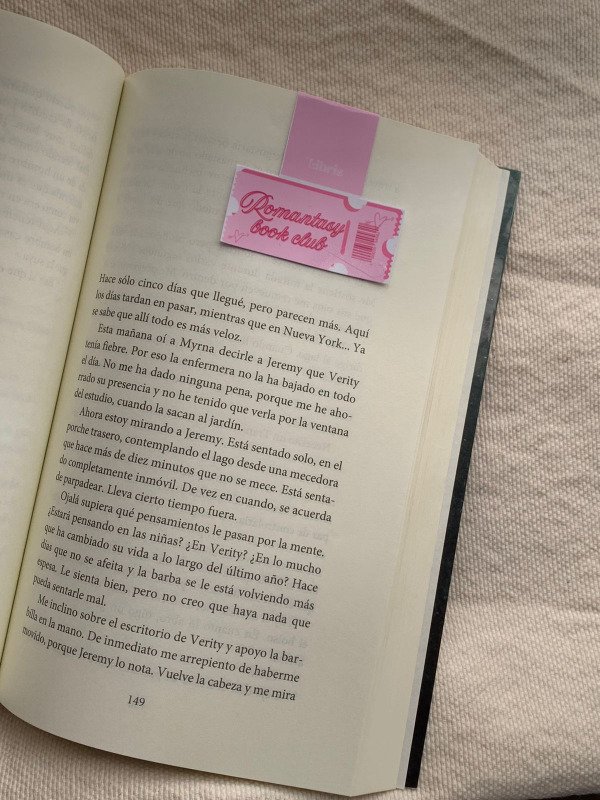 Libris
Romantasy
book club
Hace sólo cinco días que llegué, pero parecen más. Aquí
los días tardan en pasar, mientras que en Nueva York... Ya
se sabe que allí todo es más veloz.
Esta mañana oí a Myrna decirle a Jeremy que Verity
tenía fiebre. Por eso la enfermera no la ha bajado en todo
el día. No me ha dado ninguna pena, porque me he aho-
rrado su presencia y no he tenido que verla por la ventana
del estudio, cuando la sacan al jardín.
Ahora estoy mirando a Jeremy. Está sentado solo, en el
porche trasero, contemplando el lago desde una mecedora
que hace más de diez minutos que no se mece. Está senta-
do completamente inmóvil. De vez en cuando, se acuerda
de parpadear. Lleva cierto tiempo fuera.
Ojalá supiera qué pensamientos le pasan por la mente.
¿Estará pensando en las niñas? ¿En Verity? ¿En lo mucho
que ha cambiado su vida a lo largo del último año? Hace
días que no se afeita y la barba se le está volviendo más
espesa. Le sienta bien, pero no creo que haya nada que
pueda sentarle mal.
Me inclino sobre el escritorio de Verity y apoyo la bar-
billa en la mano. De inmediato me arrepiento de haberme
movido, porque Jeremy lo nota. Vuelve la cabeza y me mira
149